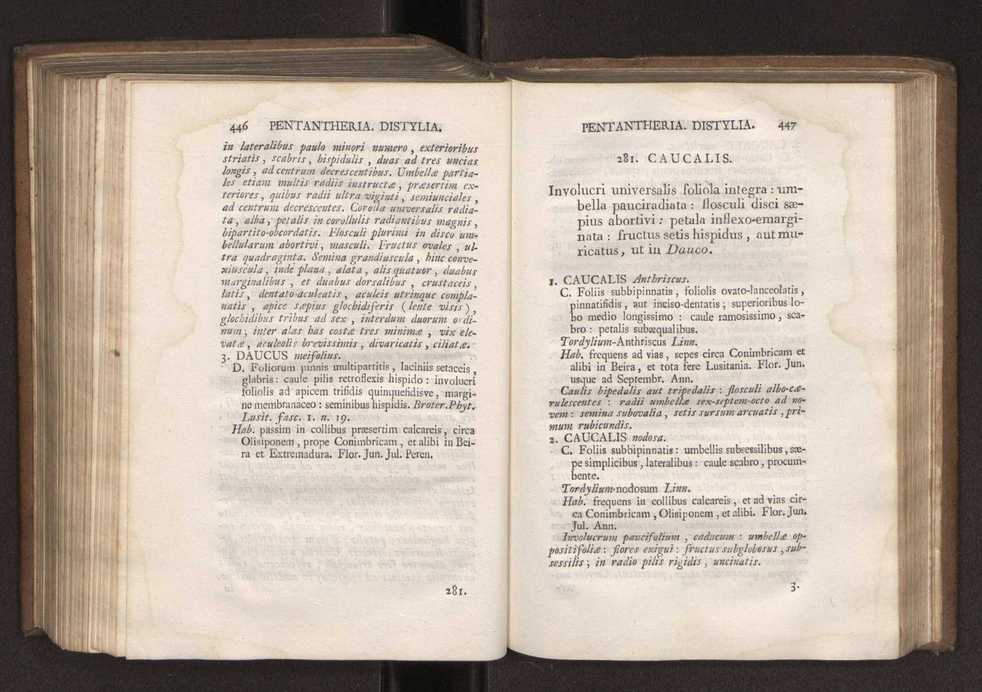 446 PENTANTHERIA. DISTYLIA.
in lateralibus paulo minori numero, exterioribus
striatis, scabris, hispidulis, duas ad tres uncias
longis, ad centrum decrescentibus. Umbellæ partia-
les etiam multis radiis instructæ, præsertim ex-
teriores, quibus radii ultra viginti, semiunciales,
ad centrum decrescentes. Corolla universalis radia-
ta, alba, petalis in corollulis radiantibus magnis,
bipartito-obcordatis. Flosculi plurimi in disco um-
bellularum abortivi, masculi. Fructus ovales, ul-
tra quadraginta. Semina grandiuscula, hinc conve-
xiuscula, inde plana, alata, alis quatuor, duabus
marginalibus, et duabus dorsalibus, crustaceis,
latis, dentato-aculeatis, aculeis utrinque compla-
natis, apice sæpius glochidiferis (lente visis),
glochidibus tribus ad sex, interdum duorum ordi-
num; inter alas has costæ tres minimæ, vix ele-
vatæ, aculeolis brevissimis, divaricatis, ciliatæ.
3. DAUCUS meifolius.
D. Foliorum pinnis multipartitis, laciniis setaceis,
glabris: caule pilis retroflexis hispido: involucri
foliolis ad apicem trifidis quinquefidisve, margi-
ne membranaceo: seminibus hispidis. Broter. Phyt.
Lusit. fasc. 1. n. 19.
Hab. passim in collibus præsertim calcareis, circa
Olisiponem, prope Conimbricam, et alibi in Bei-
ra et Extremadura. Flor. Jun. Jul. Peren.
281.
PENTANTHERIA. DISTYLIA. 447
281. CAUCALIS.
Involucri universalis foliola integra: um-
bella pauciradiata: flosculi disci sæ-
pius abortivi: petala inflexo-emargi-
nata: fructus setis hispidus, aut mu-
ricatus, ut in Dauco.
1. CAUCALIS Anthriscus.
C. Foliis subbipinnatis, foliolis ovato-lanceolatis,
pinnatifidis, aut inciso-dentatis; superioribus lo-
bo medio longissimo: caule ramosissimo, sca-
bro: petalis subæqualibus.
Tordylium-Anthriscus Linn.
Hab. frequens ad vias, sepes circa Conimbricam et
alibi in Beira, et tota fere Lusitania. Flor. Jun.
usque ad Septembr. Ann.
Caulis bipedalis aut tripedalis: flosculi albo-cæ-
rulescentes: radii umbellæ sex-septem-octo ad no-
vem: semina subovalia, setis sursum arcuatis, pri-
mum rubicundis.
2. CAUCALIS nodosa.
C. Foliis subbipinnatis: umbellis subsessilibus, sæ-
pe simplicibus, lateralibus: caule scabro, procum-
bente.
Tordylium-nodosum Linn.
Hab. frequens in collibus calcareis, et ad vias cir-
ca Conimbricam, Olisiponem, et alibi. Flor. Jun.
Jul. Ann.
Involucrum paucifolium, caducum: umbellæ op-
positifoliæ: flores exigui: fructus subglobosus, sub-
sessilis; in radio pilis rigidis, uncinatis.
3.